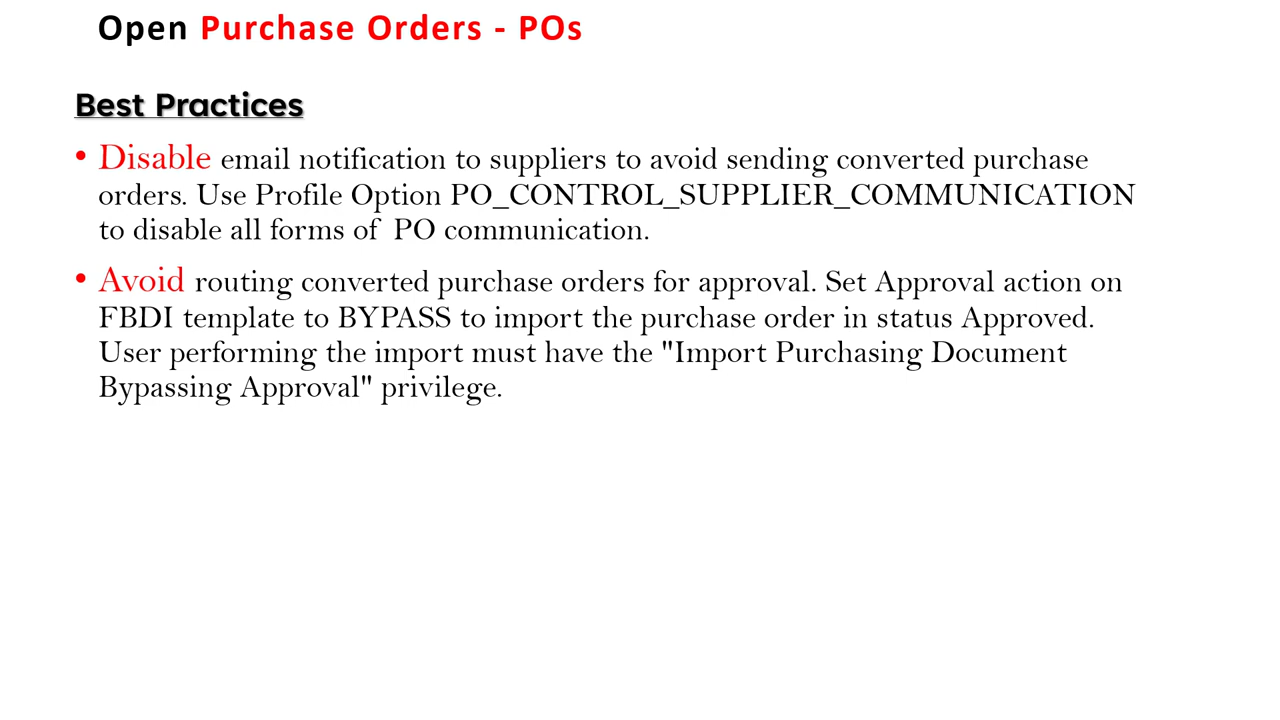 Open Purchase Orders - POs
Best Practices
• Disable email notification to suppliers to avoid sending converted purchase
orders. Use Profile Option PO_CONTROL_SUPPLIER_COMMUNICATION
to disable all forms of  PO communication.
• Avoid routing converted purchase orders for approval. Set Approval action on
FBDI template to BYPASS to import the purchase order in status Approved.
User performing the import must have the "Import Purchasing Document
Bypassing Approval" privilege.